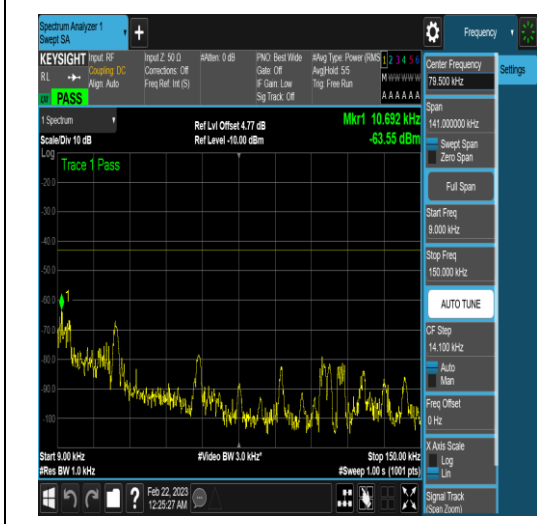 Spectrum Analyzer 1
Swept SA
+
Frequency
KEYSIGHT
RL
Input: RF
Coupling: DC
Align: Auto
Input Z: 50 Ω
Corrections: Off
Freq Ref: Int (S)
#Atten: 0 dB
PNO: Best Wide
Gate: Off
IF Gain: Low
Sig Track: Off
#Avg Type: Power (RMS
Avg|Hold: 5/5
Trig: Free Run
1 2 3 4 5 6
M W W W W W
A A A A A A
PASS
1 Spectrum
Scale/Div 10 dB
Ref Lvl Offset 4.77 dB
Ref Level -10.00 dBm
Mkr1 10.692 kHz
-63.55 dBm
Log
Trace 1 Pass
-20.0
-30.0
-40.0
-50.0
-60.0
-70.0
-80.0
-90.0
-100
1
Start 9.00 kHz
#Res BW 1.0 kHz
#Video BW 3.0 kHz*
Stop 150.00 kHz
#Sweep 1.00 s (1001 pts)
?
Feb 22, 2023
12:25:27 AM
Center Frequency
79.500 kHz
Settings
Span
141.000000 kHz
Swept Span
Zero Span
Full Span
Start Freq
9.000 kHz
Stop Freq
150.000 kHz
AUTO TUNE
CF Step
14.100 kHz
Auto
Man
Freq Offset
0 Hz
X Axis Scale
Log
Lin
Signal Track
(Span Zoom)